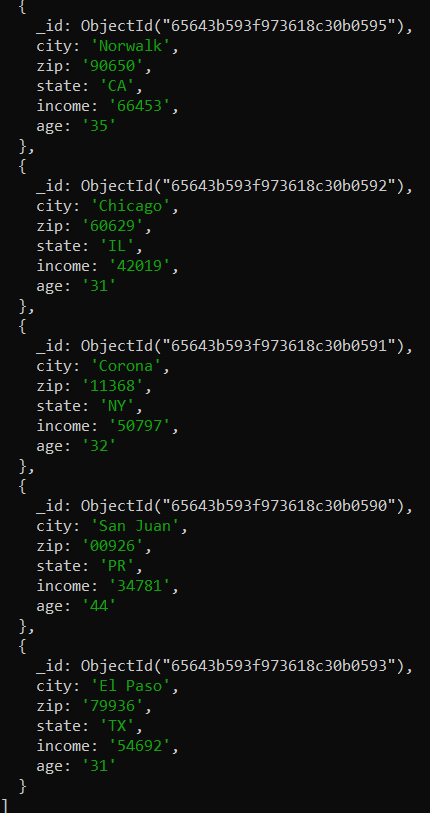 {
_id: ObjectId("65643b593f973618c30b0595"),
city: 'Norwalk',
zip: '90650',
state: 'CA',
income: '66453',
age: '35'
},
{
_id: ObjectId("65643b593f973618c30b0592"),
city: 'Chicago',
zip: '60629',
state: 'IL',
income: '42019',
age: '31'
},
{
_id: ObjectId("65643b593f973618c30b0591"),
city: 'Corona',
zip: '11368',
state: 'NY',
income: '50797',
age: '32'
},
{
_id: ObjectId("65643b593f973618c30b0590"),
city: 'San Juan',
zip: '00926',
state: 'PR',
income: '34781',
age: '44'
},
{
_id: ObjectId("65643b593f973618c30b0593"),
city: 'El Paso',
zip: '79936',
state: 'TX',
income: '54692',
age: '31'
}
]